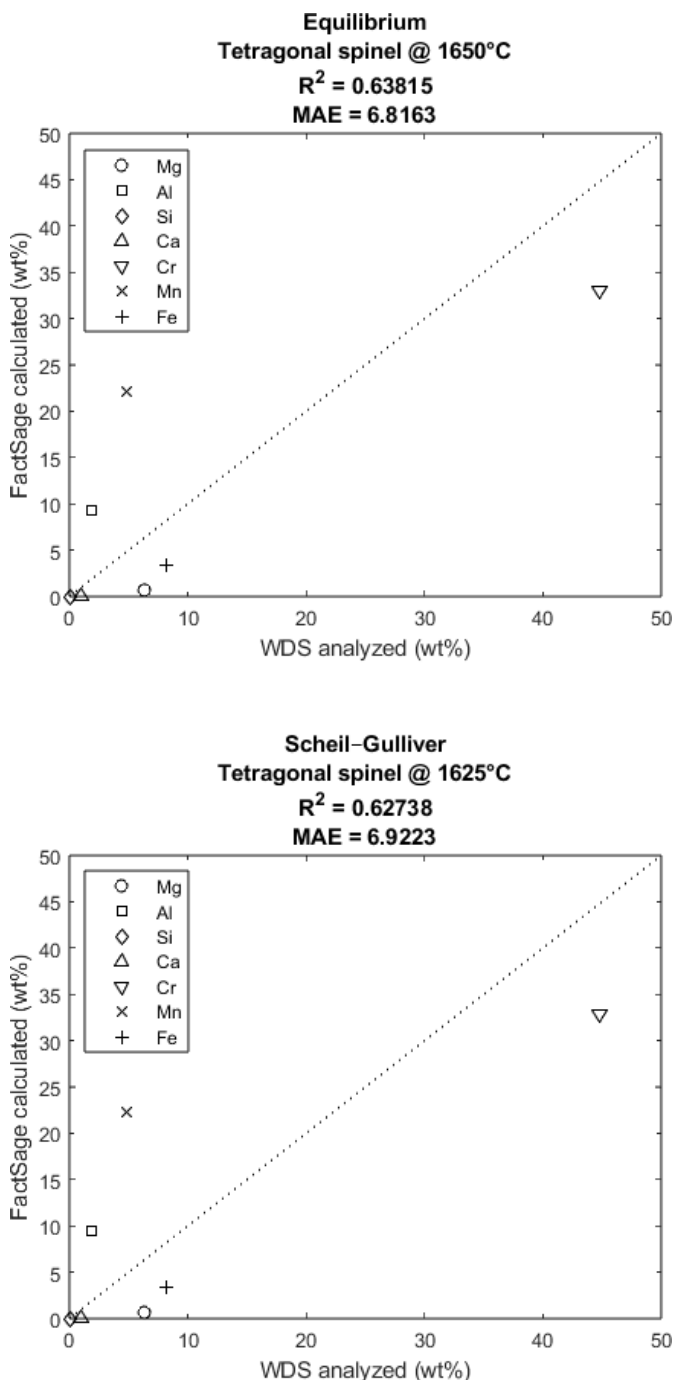 Equilibrium
Tetragonal spinel @ 1650°C
R² = 0.63815
MAE = 6.8163
50
45
40
35
30
25
20
15
10
5
0
FactSage calculated (wt%)
Mg
Al
Si
Ca
Cr
Mn
Fe
0 10 20 30 40 50
WDS analyzed (wt%)
Scheil–Gulliver
Tetragonal spinel @ 1625°C
R² = 0.62738
MAE = 6.9223
50
45
40
35
30
25
20
15
10
5
0
FactSage calculated (wt%)
Mg
Al
Si
Ca
Cr
Mn
Fe
0 10 20 30 40 50
WDS analyzed (wt%)